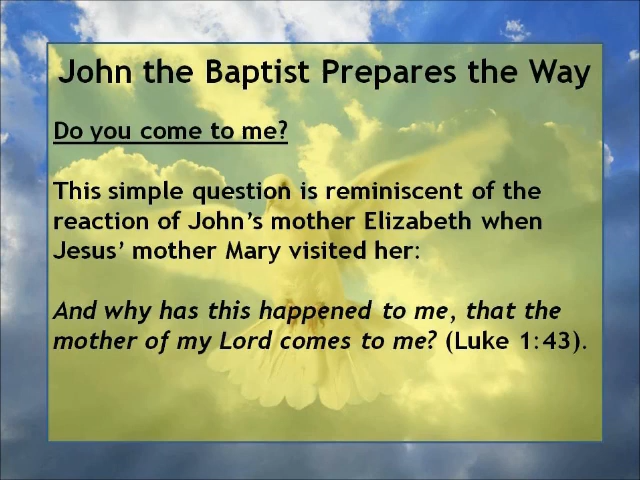 John the Baptist Prepares the Way
Do you come to me?
This simple question is reminiscent of the
reaction of John’s mother Elizabeth when
Jesus’ mother Mary visited her:
And why has this happened to me, that the
mother of my Lord comes to me? (Luke 1:43).